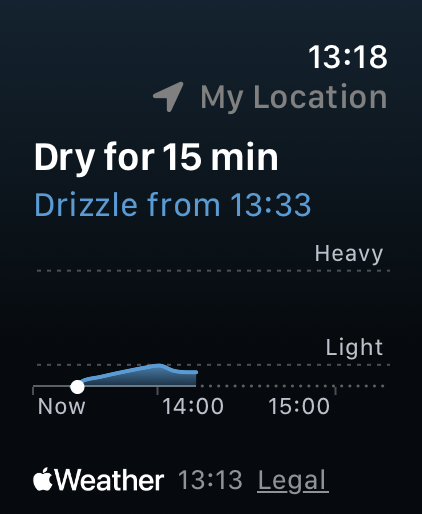 13:18
My Location
Dry for 15 min
Drizzle from 13:33
Heavy
Light
Now 14:00 15:00
Weather 13:13 Legal